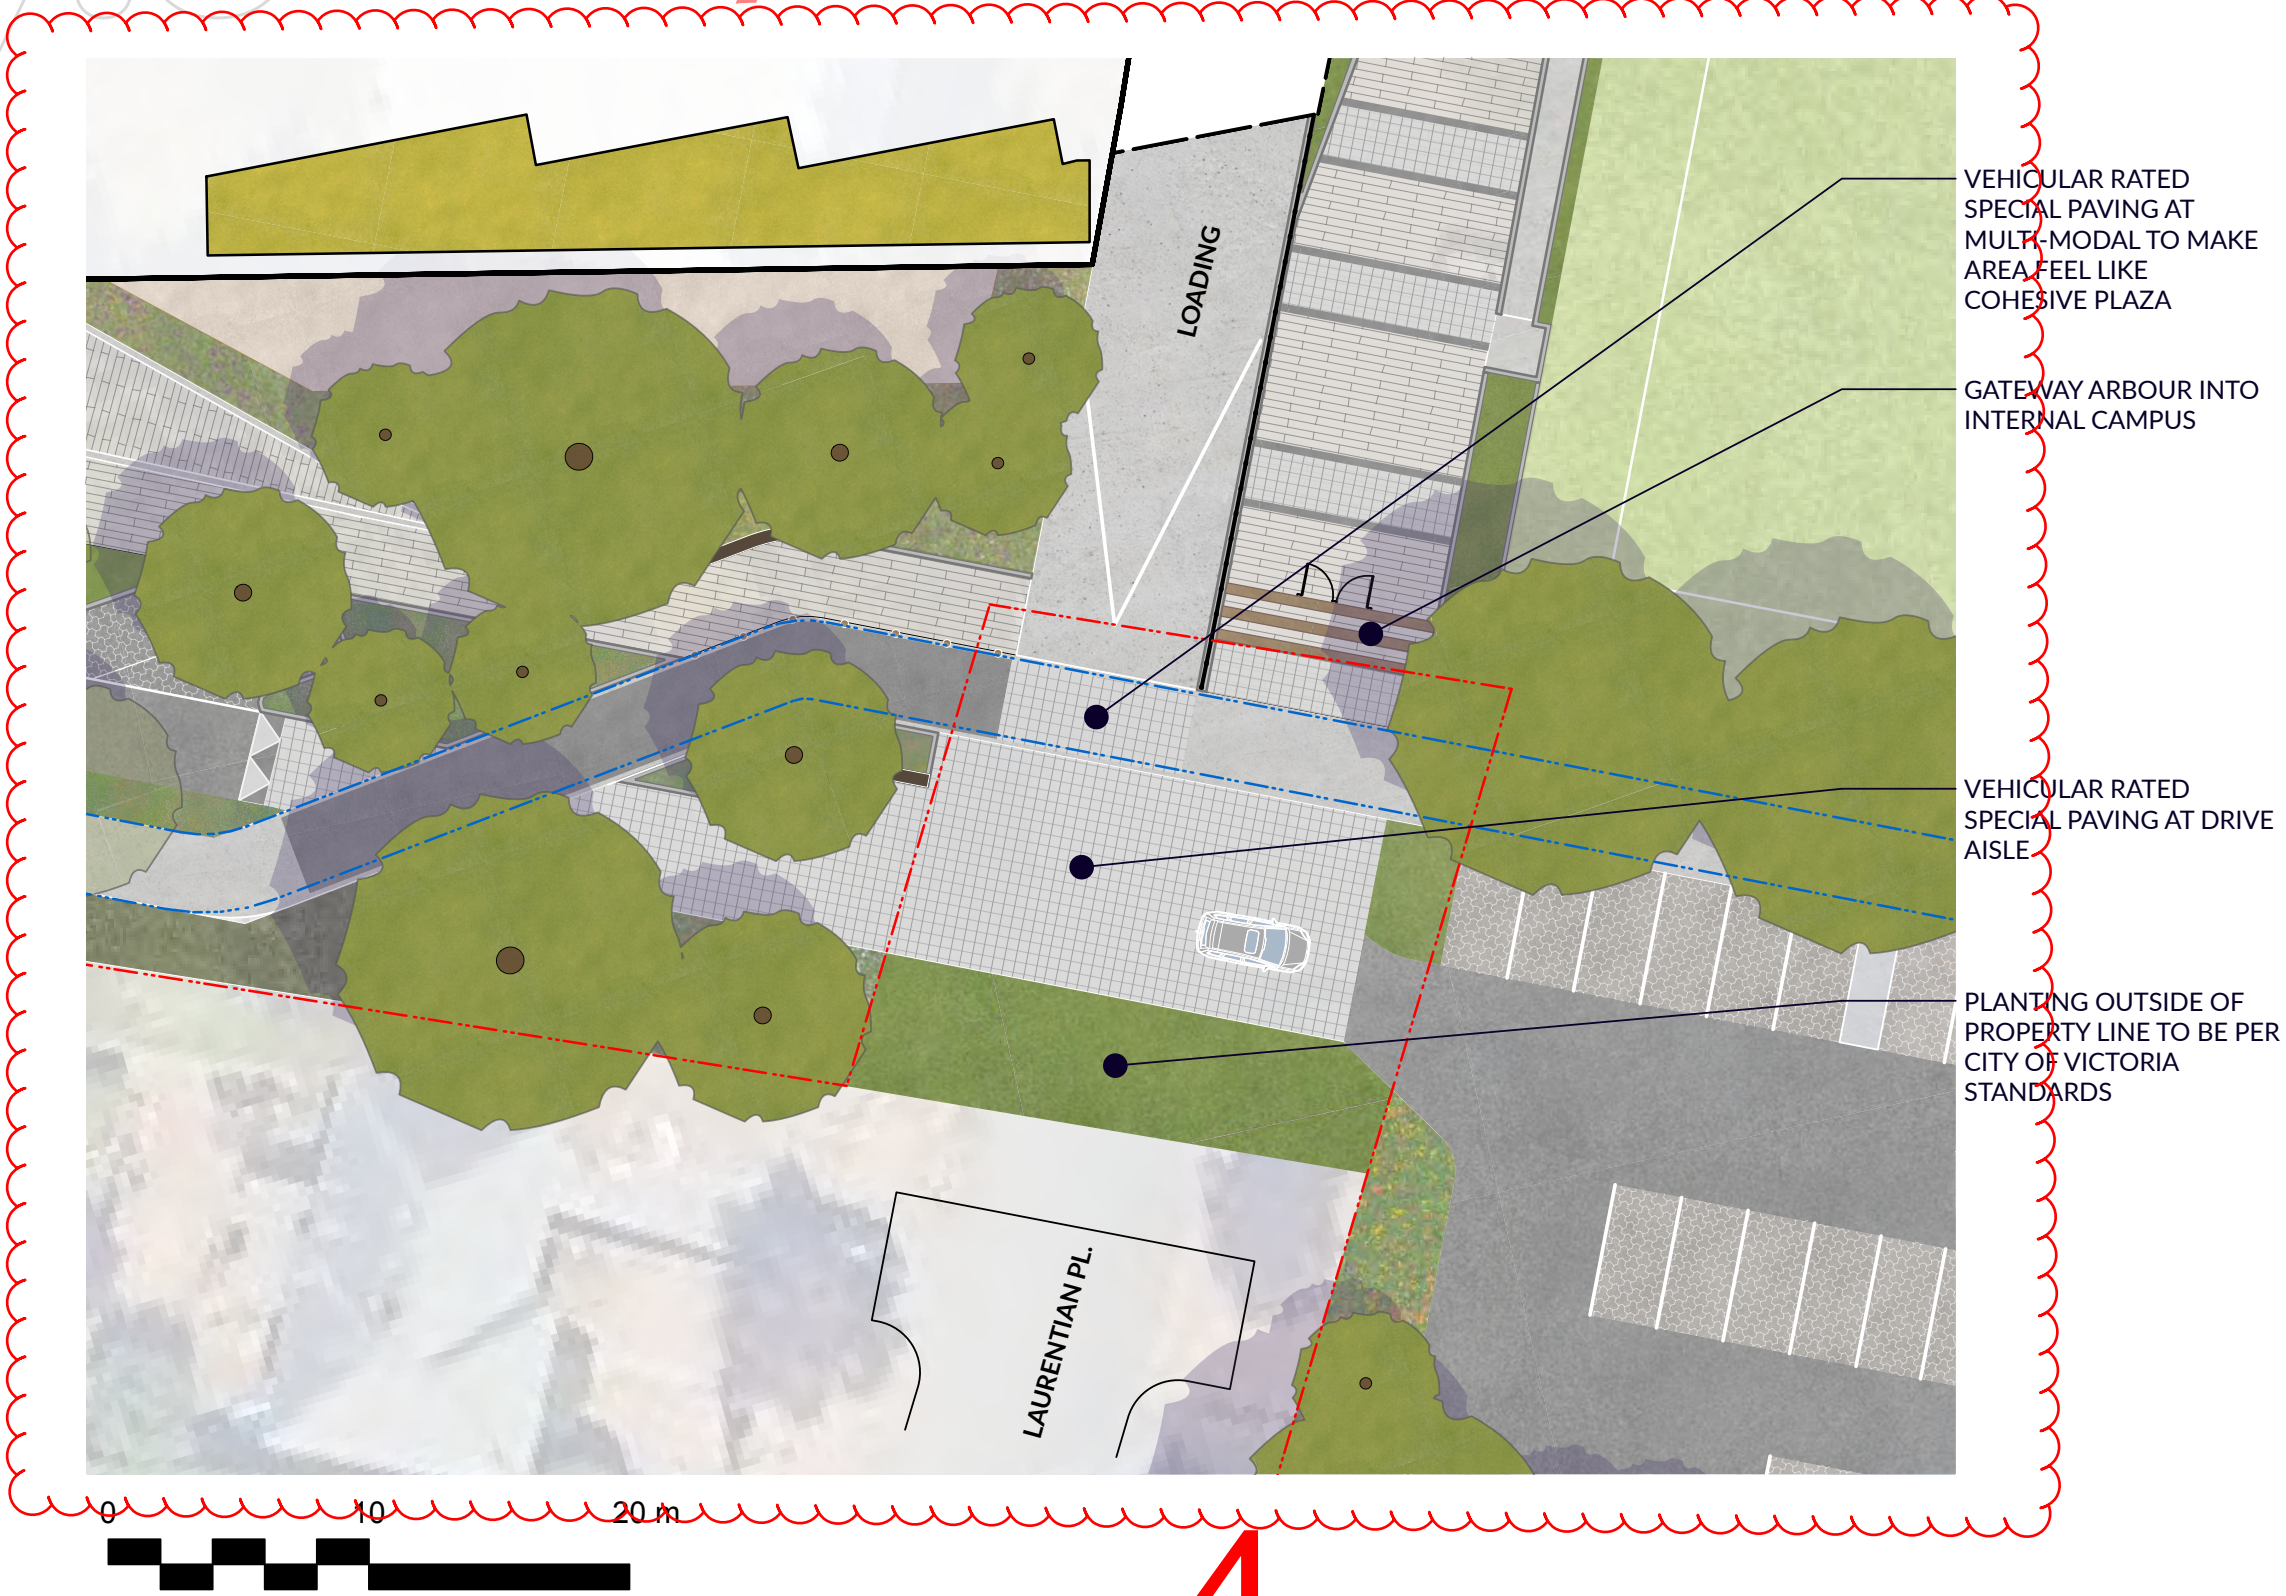 VEHICULAR RATED
SPECIAL PAVING AT
MULTI-MODAL TO MAKE
AREA FEEL LIKE
COHESIVE PLAZA
GATEWAY ARBOUR INTO
INTERNAL CAMPUS
VEHICULAR RATED
SPECIAL PAVING AT DRIVE
AISLE
PLANTING OUTSIDE OF
PROPERTY LINE TO BE PER
CITY OF VICTORIA
STANDARDS
LOADING
LAURENTIAN PL.
0 10 20 m